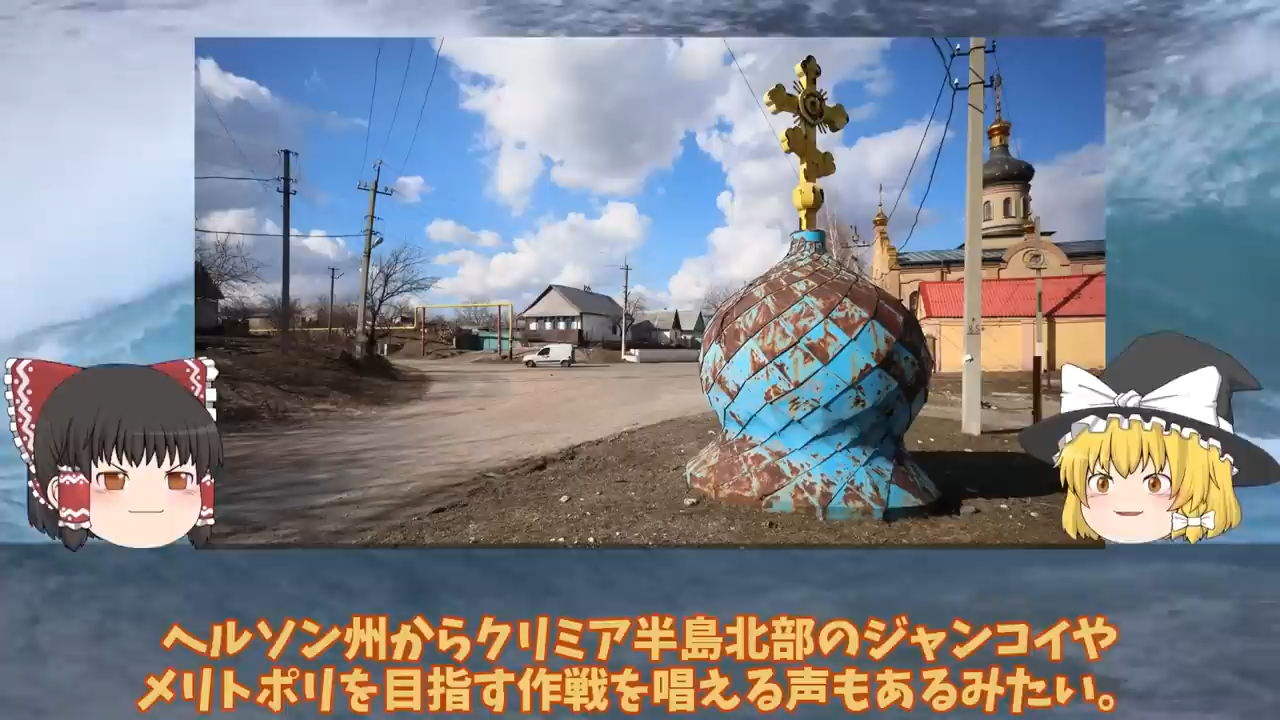 ヘルソン州からクリミア半島北部のジャンコイや
メリトポリを目指す作戦を唱える声もあるみたい。